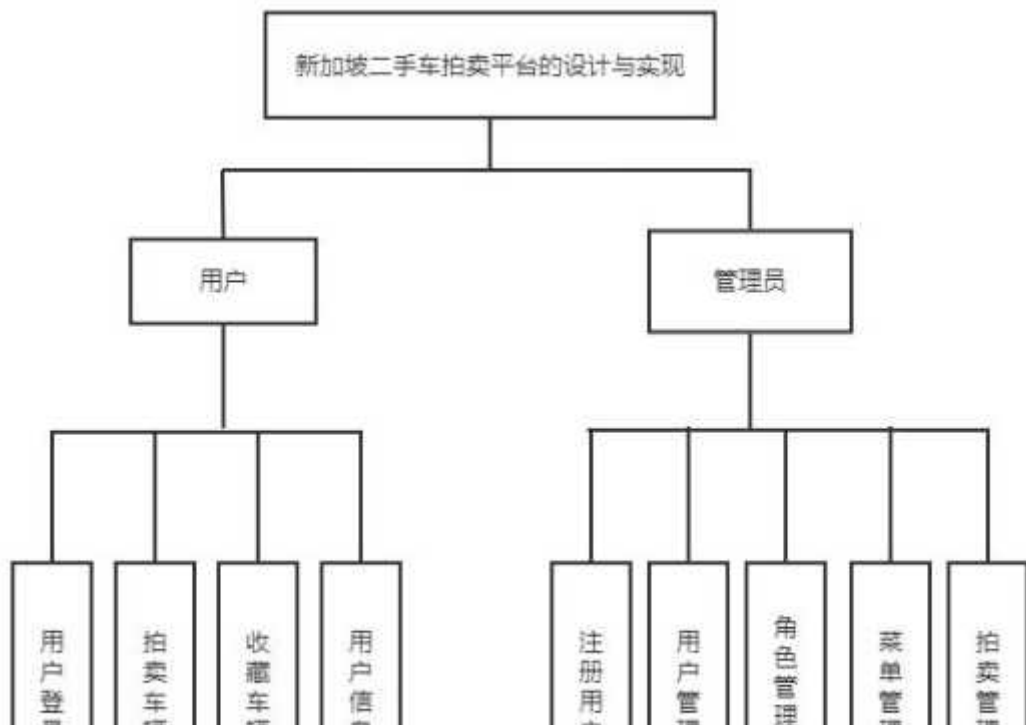 新加坡二手车拍卖平台的设计与实现
用户
管理员
用户登
拍卖车
收藏车
用户信
注册用
用户管
角色管理
菜单管
拍卖管